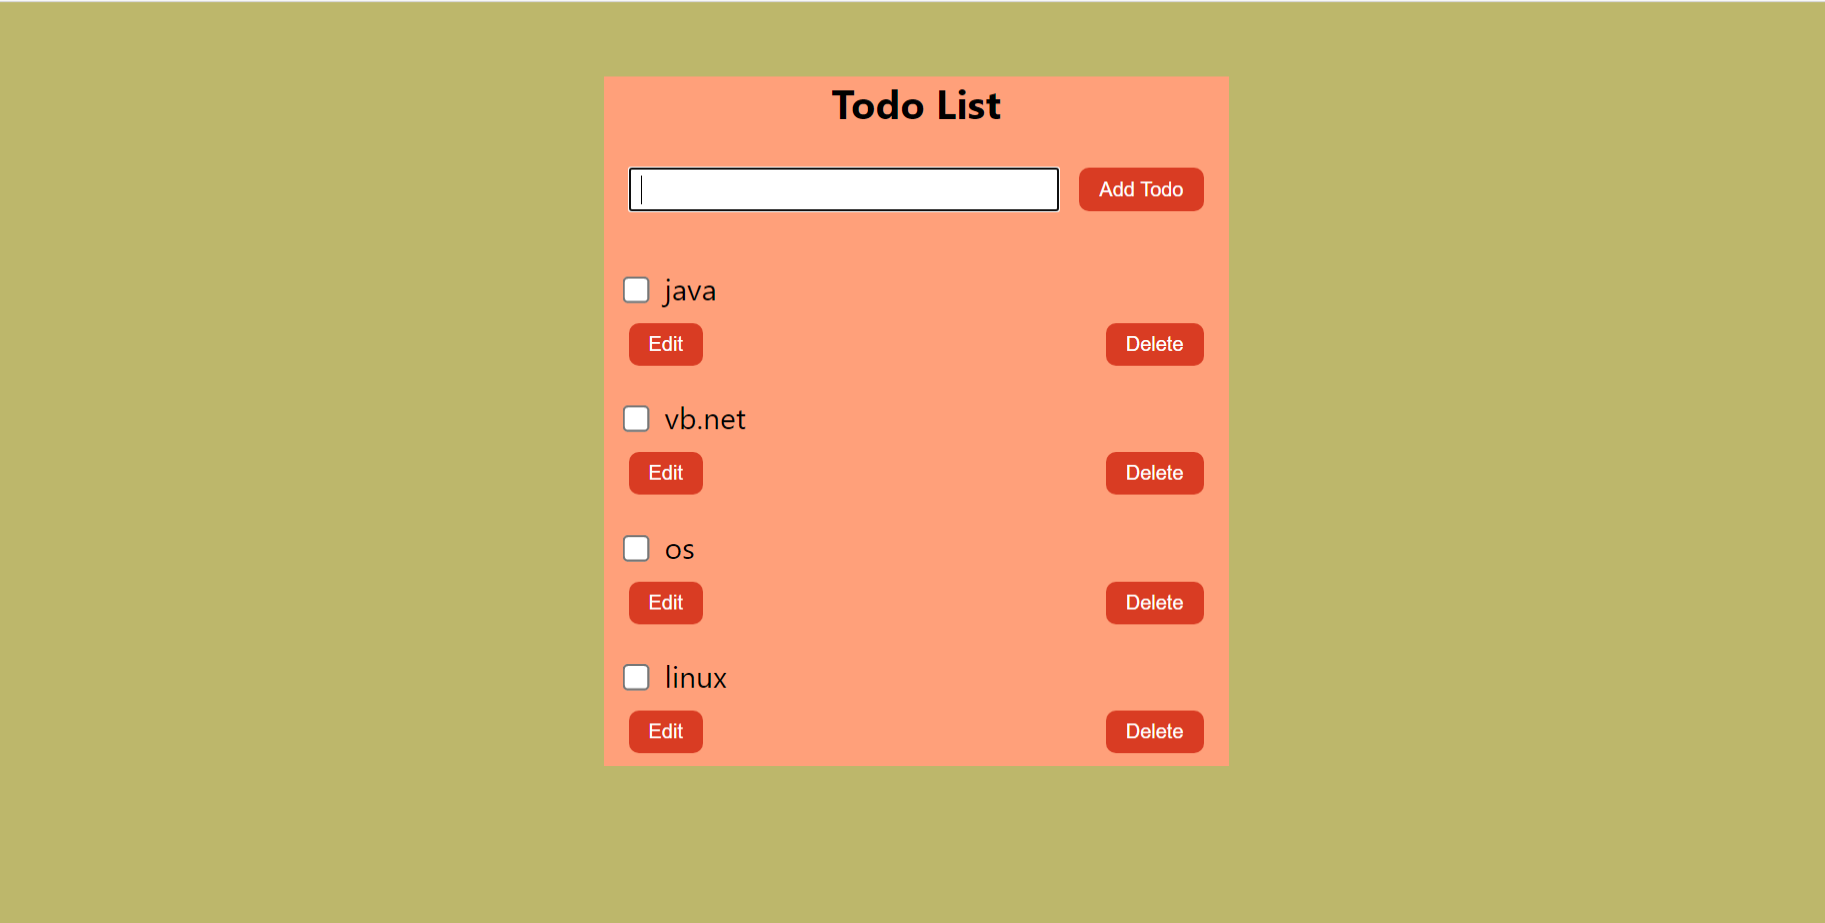 Todo List
Add Todo
java
Edit Delete
vb.net
Edit Delete
os
Edit Delete
linux
Edit Delete